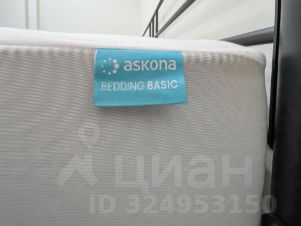 askona
BEDDING BASIC
циан
ID 324953150